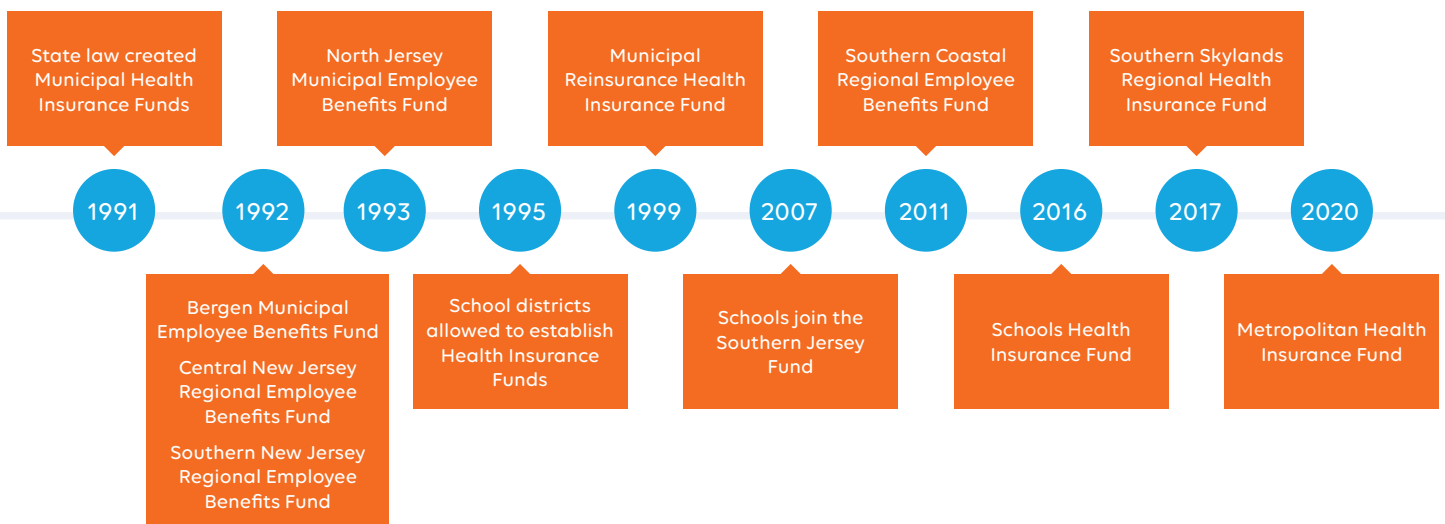 State law created
Municipal Health
Insurance Funds
North Jersey
Municipal Employee
Benefits Fund
Municipal
Reinsurance Health
Insurance Fund
Southern Coastal
Regional Employee
Benefits Fund
Southern Skylands
Regional Health
Insurance Fund
1991
1992
1993
1995
1999
2007
2011
2016
2017
2020
Bergen Municipal
Employee Benefits Fund
Central New Jersey
Regional Employee
Benefits Fund
Southern New Jersey
Regional Employee
Benefits Fund
School districts
allowed to establish
Health Insurance
Funds
Schools join the
Southern Jersey
Fund
Schools Health
Insurance Fund
Metropolitan Health
Insurance Fund